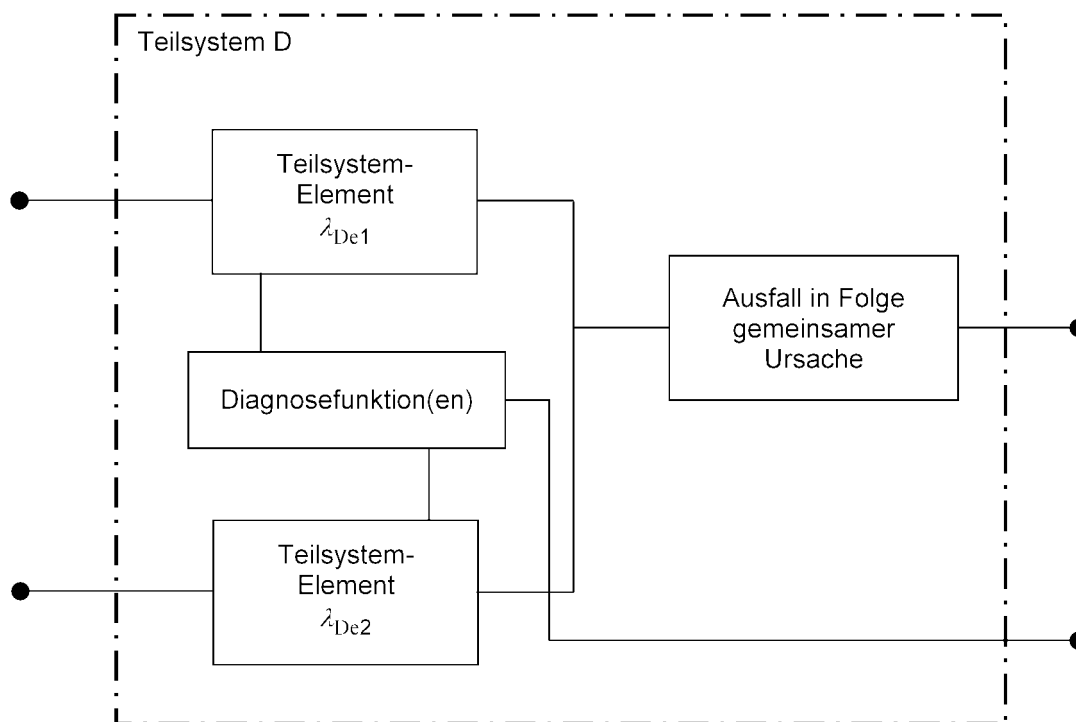 Teilsystem D
Teilsystem-
Element
λDe1
Ausfall in Folge
gemeinsamer
Ursache
Diagnosefunktion(en)
Teilsystem-
Element
λDe2